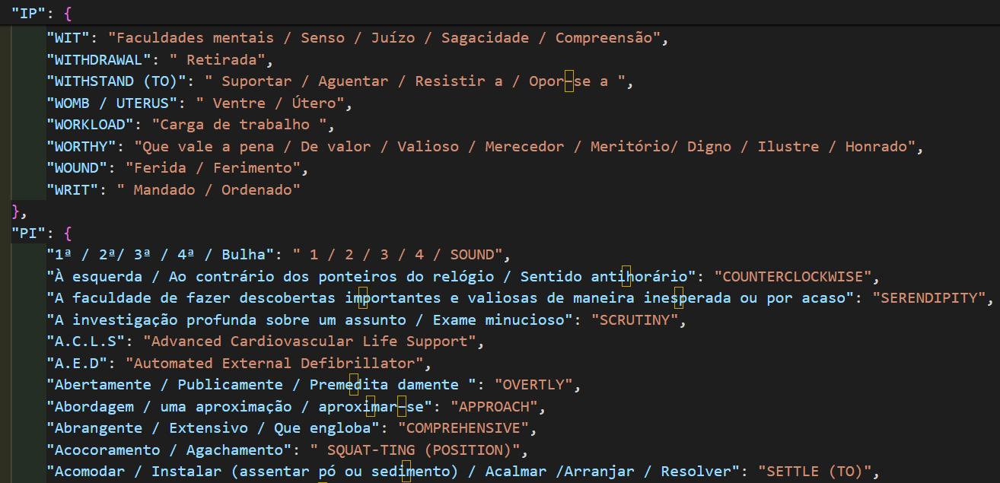 "IP": {
"WIT": "Faculdades mentais / Senso / Juízo / Sagacidade / Compreensão",
"WITHDRAWAL": " Retirada",
"WITHSTAND (TO)": " Suportar / Aguentar / Resistir a / Opor‒se a ",
"WOMB / UTERUS": " Ventre / Útero",
"WORKLOAD": "Carga de trabalho ",
"WORTHY": "Que vale a pena / De valor / Valioso / Merecedor / Meritório/ Digno / Ilustre / Honrado",
"WOUND": "Ferida / Ferimento",
"WRIT": " Mandado / Ordenado"
},
"PI": {
"1ª / 2ª/ 3ª / 4ª / Bulha": " 1 / 2 / 3 / 4 / SOUND",
"À esquerda / Ao contrário dos ponteiros do relógio / Sentido antihorário": "COUNTERCLOCKWISE",
"A faculdade de fazer descobertas importantes e valiosas de maneira inesperada ou por acaso": "SERENDIPITY",
"A investigação profunda sobre um assunto / Exame minucioso": "SCRUTINY",
"A.C.L.S": "Advanced Cardiovascular Life Support",
"A.E.D": "Automated External Defibrillator",
"Abertamente / Publicamente / Premedita damente ": "OVERTLY",
"Abordagem / uma aproximação / aproximar‒se": "APPROACH",
"Abrangente / Extensivo / Que engloba": "COMPREHENSIVE",
"Acocoramento / Agachamento": " SQUAT-TING (POSITION)",
"Acomodar / Instalar (assentar pó ou sedimento) / Acalmar /Arranjar / Resolver": "SETTLE (TO)",